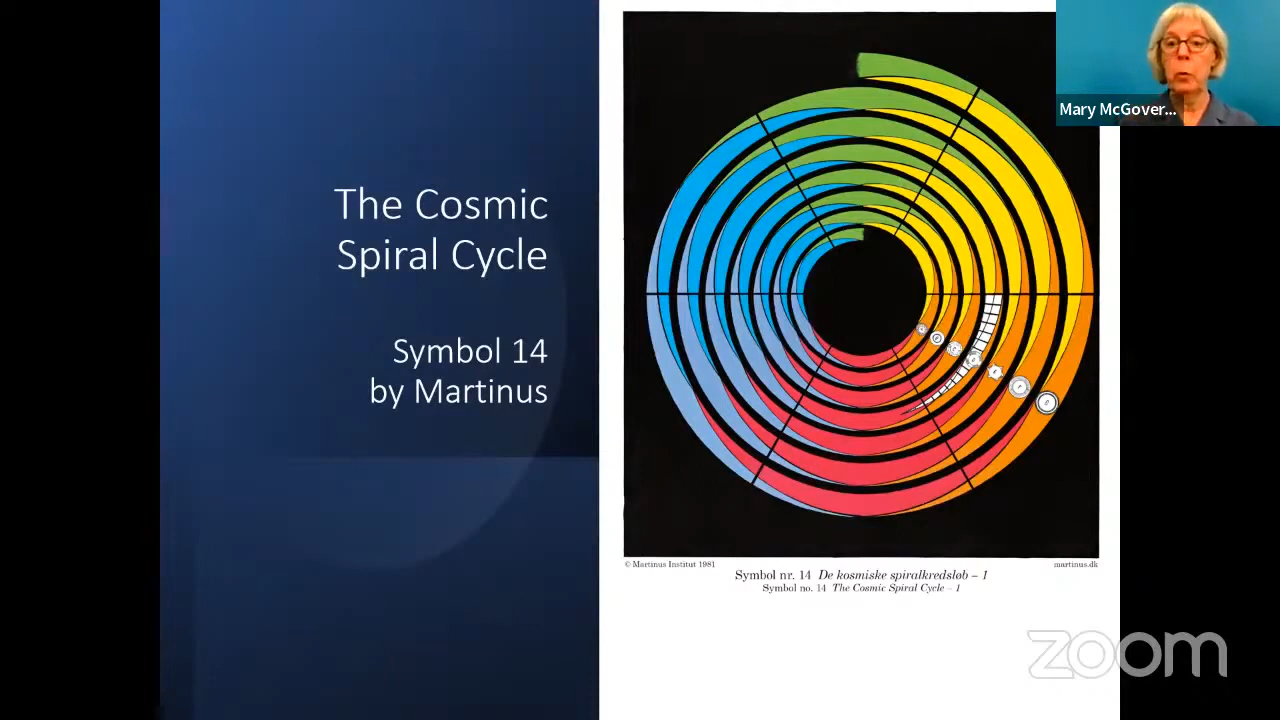 The Cosmic
Spiral Cycle
Symbol 14
by Martinus
Mary McGover...
© Martinus Institut 1981
martinus.dk
Symbol nr. 14 De kosmiske spiralkredsløb – 1
Symbol no. 14 The Cosmic Spiral Cycle – 1
zoom